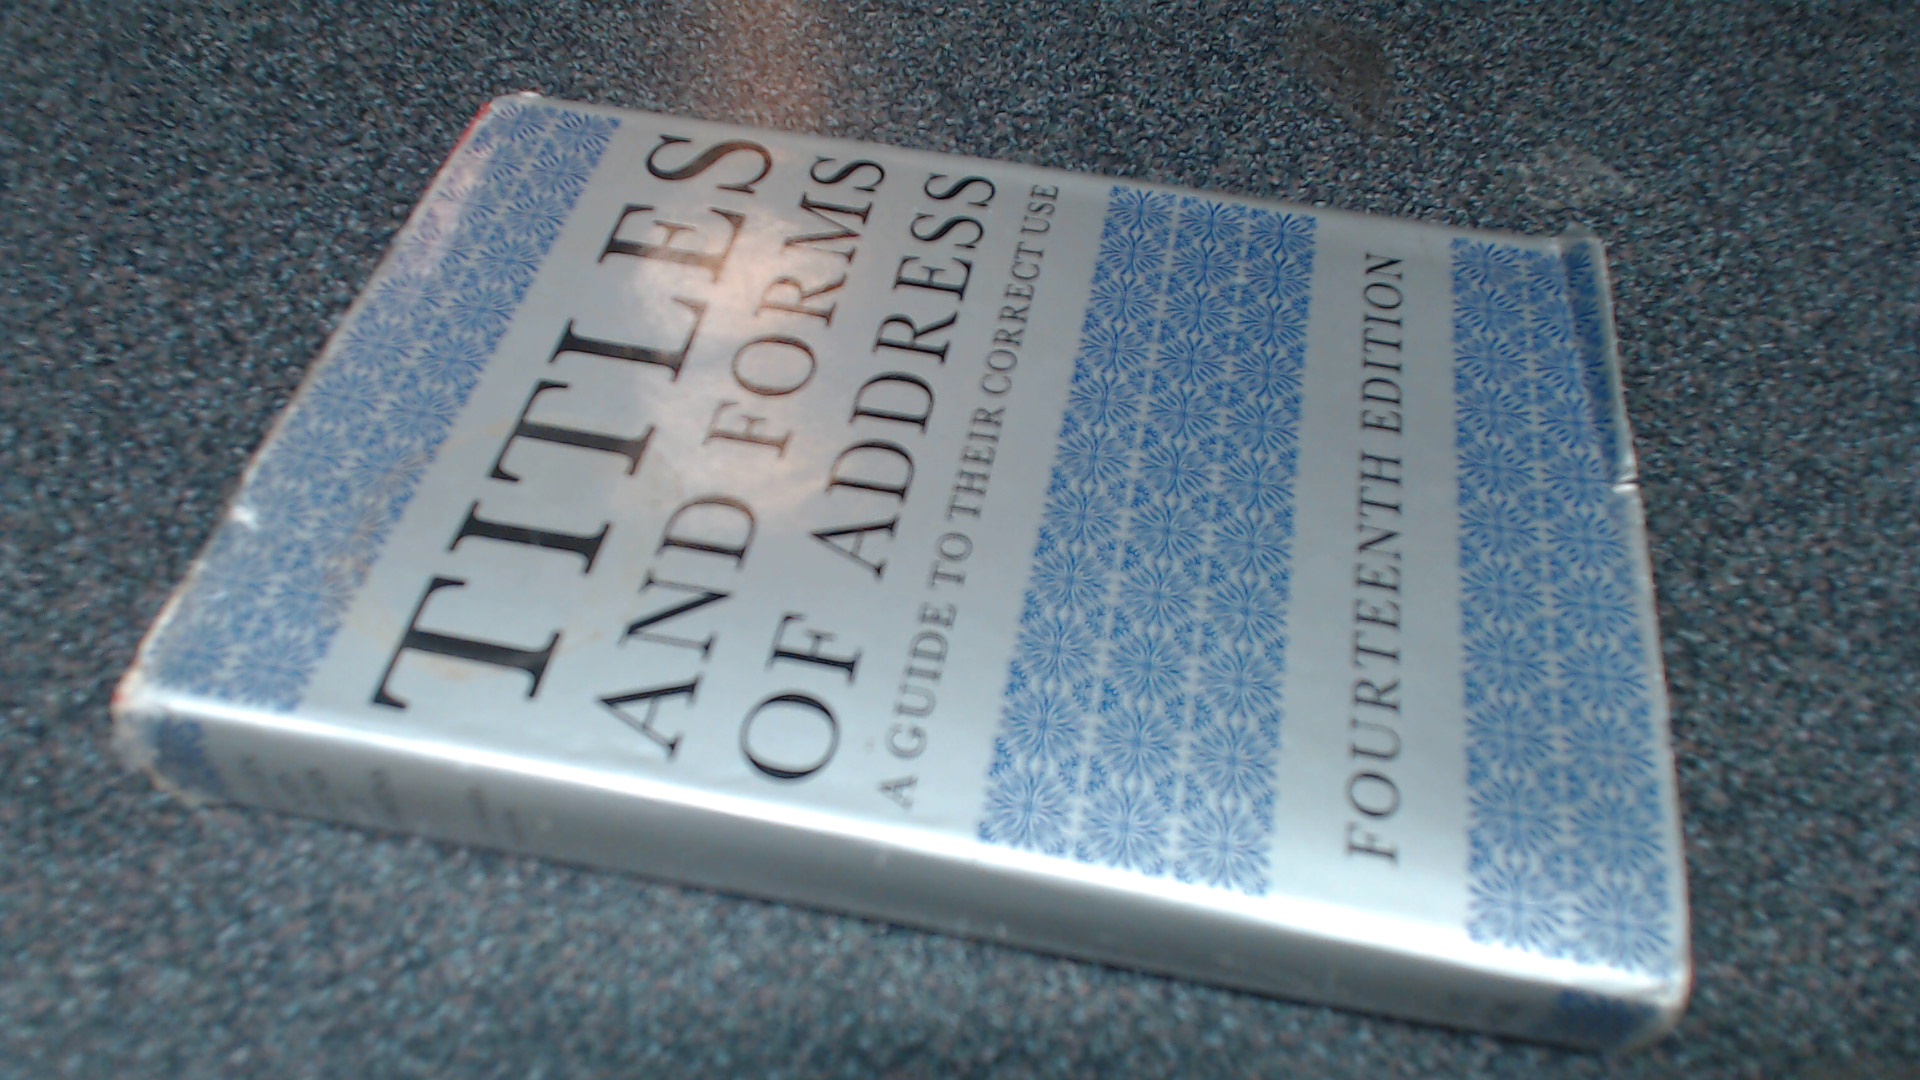 TITLES
AND FORMS
OF ADDRESS
A GUIDE TO THEIR CORRECT USE
FOURTEENTH EDITION